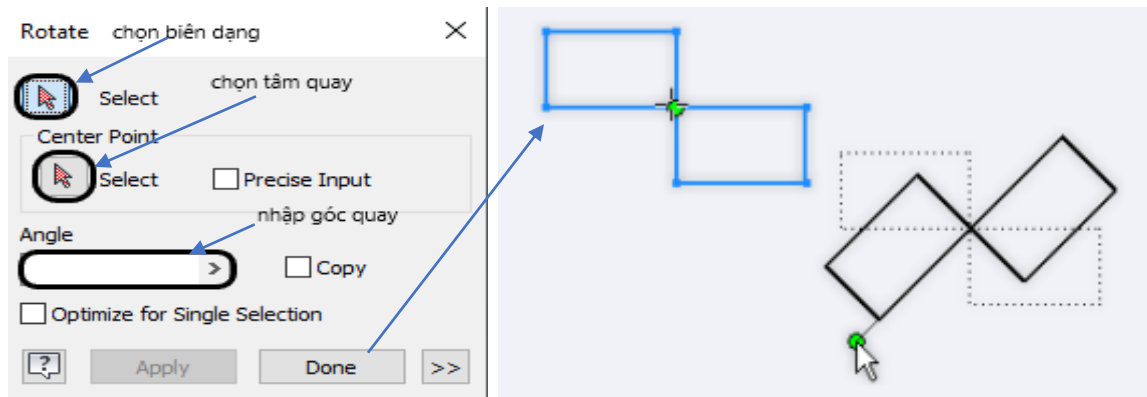 Rotate chọn biên dạng
chọn tâm quay
Select
Center Point
Select Precise Input
nhập góc quay
Angle
> Copy
Optimize for Single Selection
? Apply Done >>